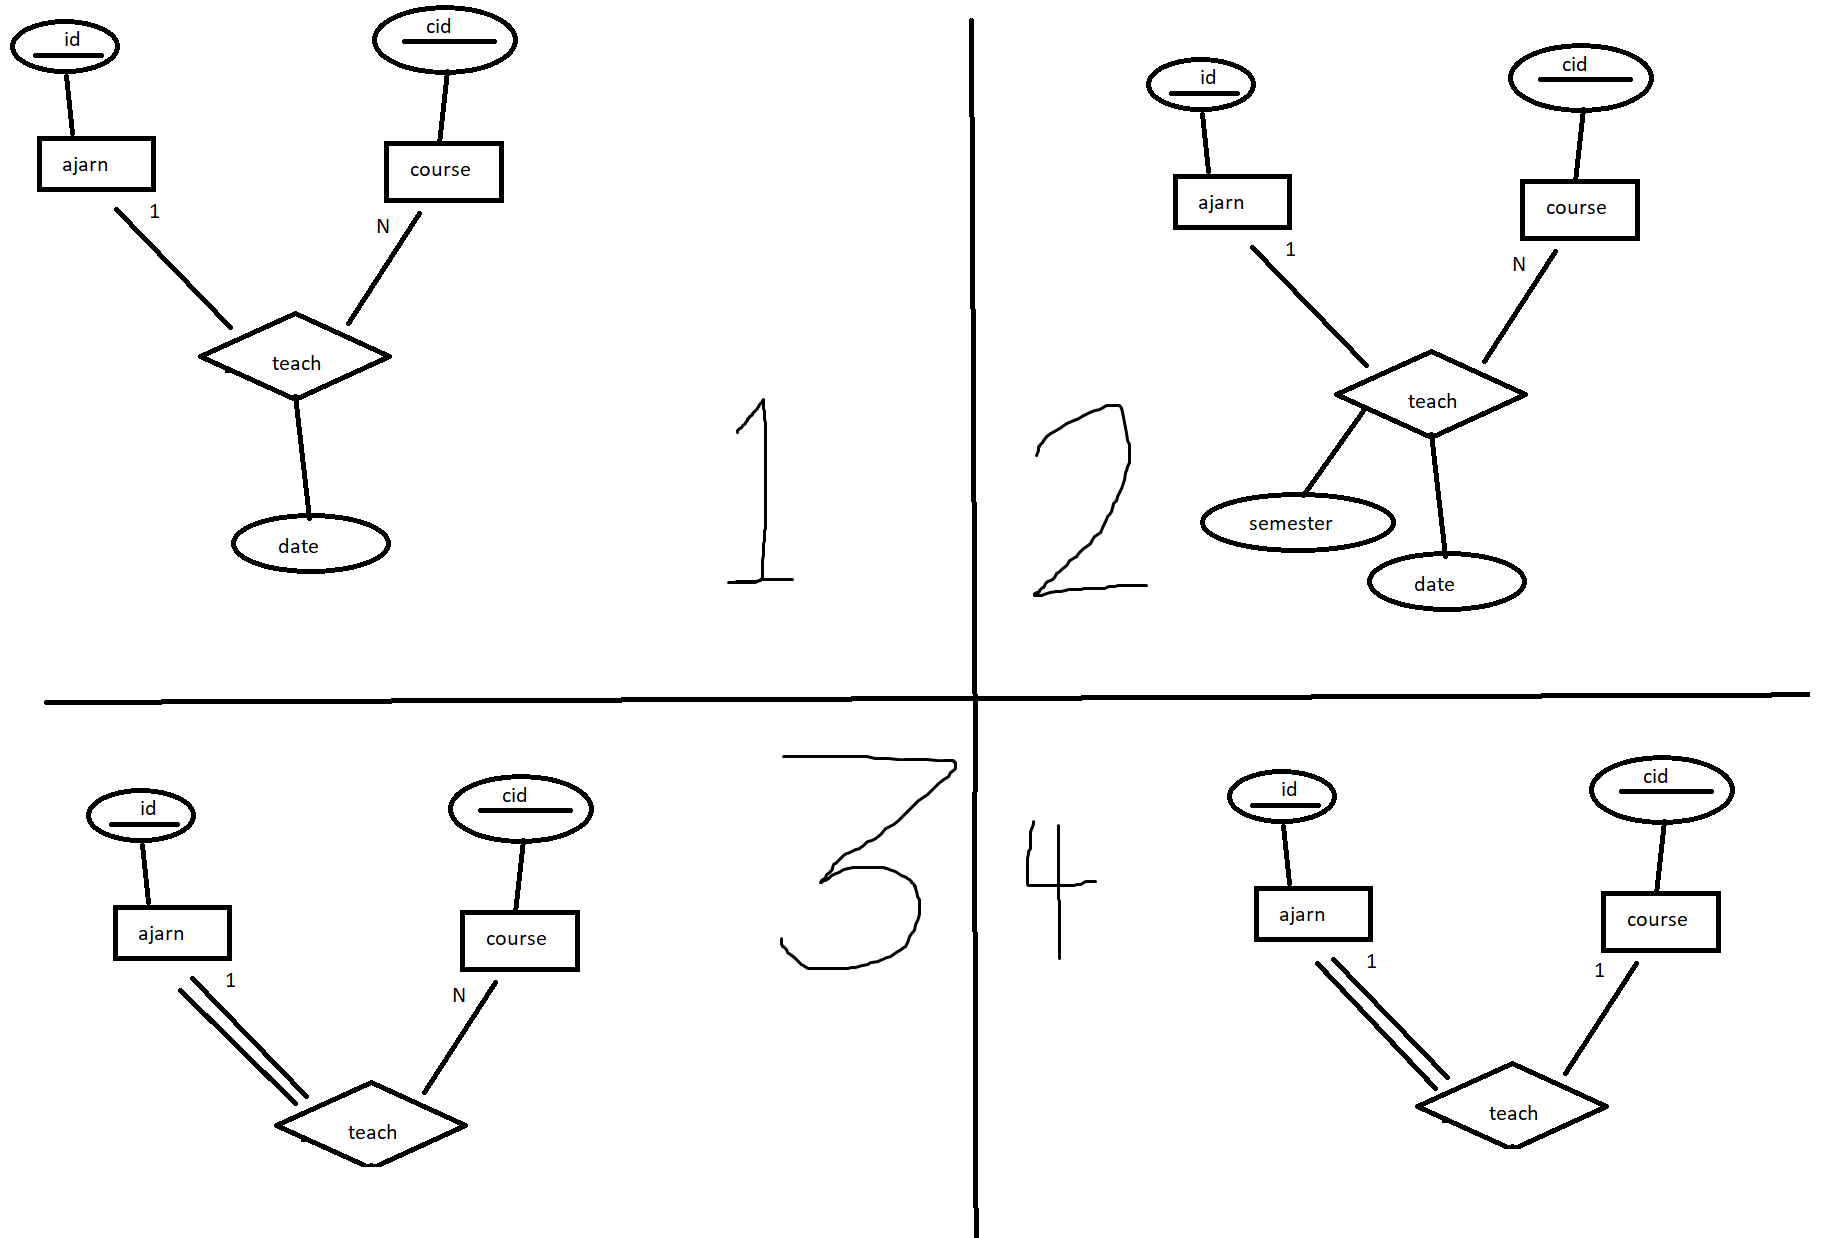 id
cid
ajarn
course
1
N
teach
date
1
id
cid
ajarn
course
1
N
teach
semester
date
2
id
cid
ajarn
course
1
N
teach
3
id
cid
ajarn
course
1
1
teach
4